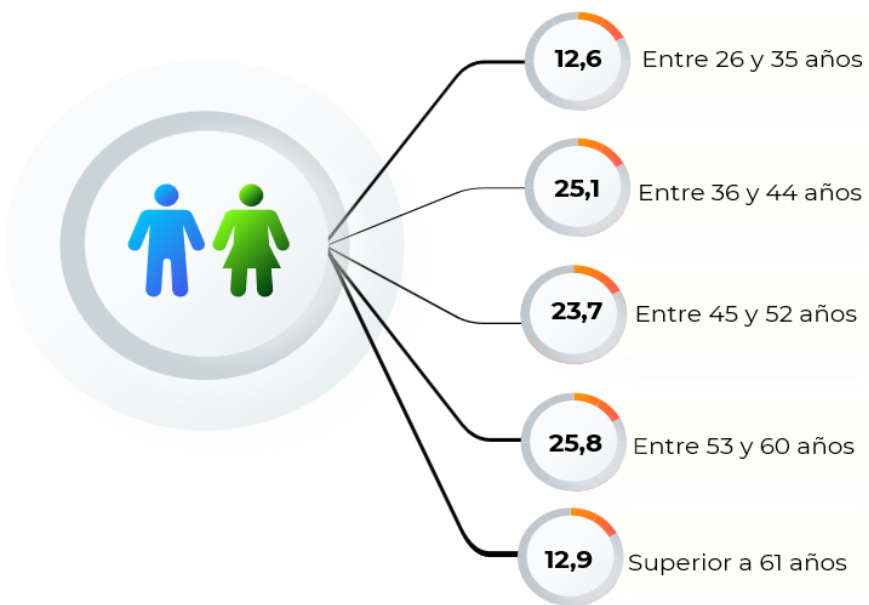 12,6 Entre 26 y 35 años
25,1 Entre 36 y 44 años
23,7 Entre 45 y 52 años
25,8 Entre 53 y 60 años
12,9 Superior a 61 años